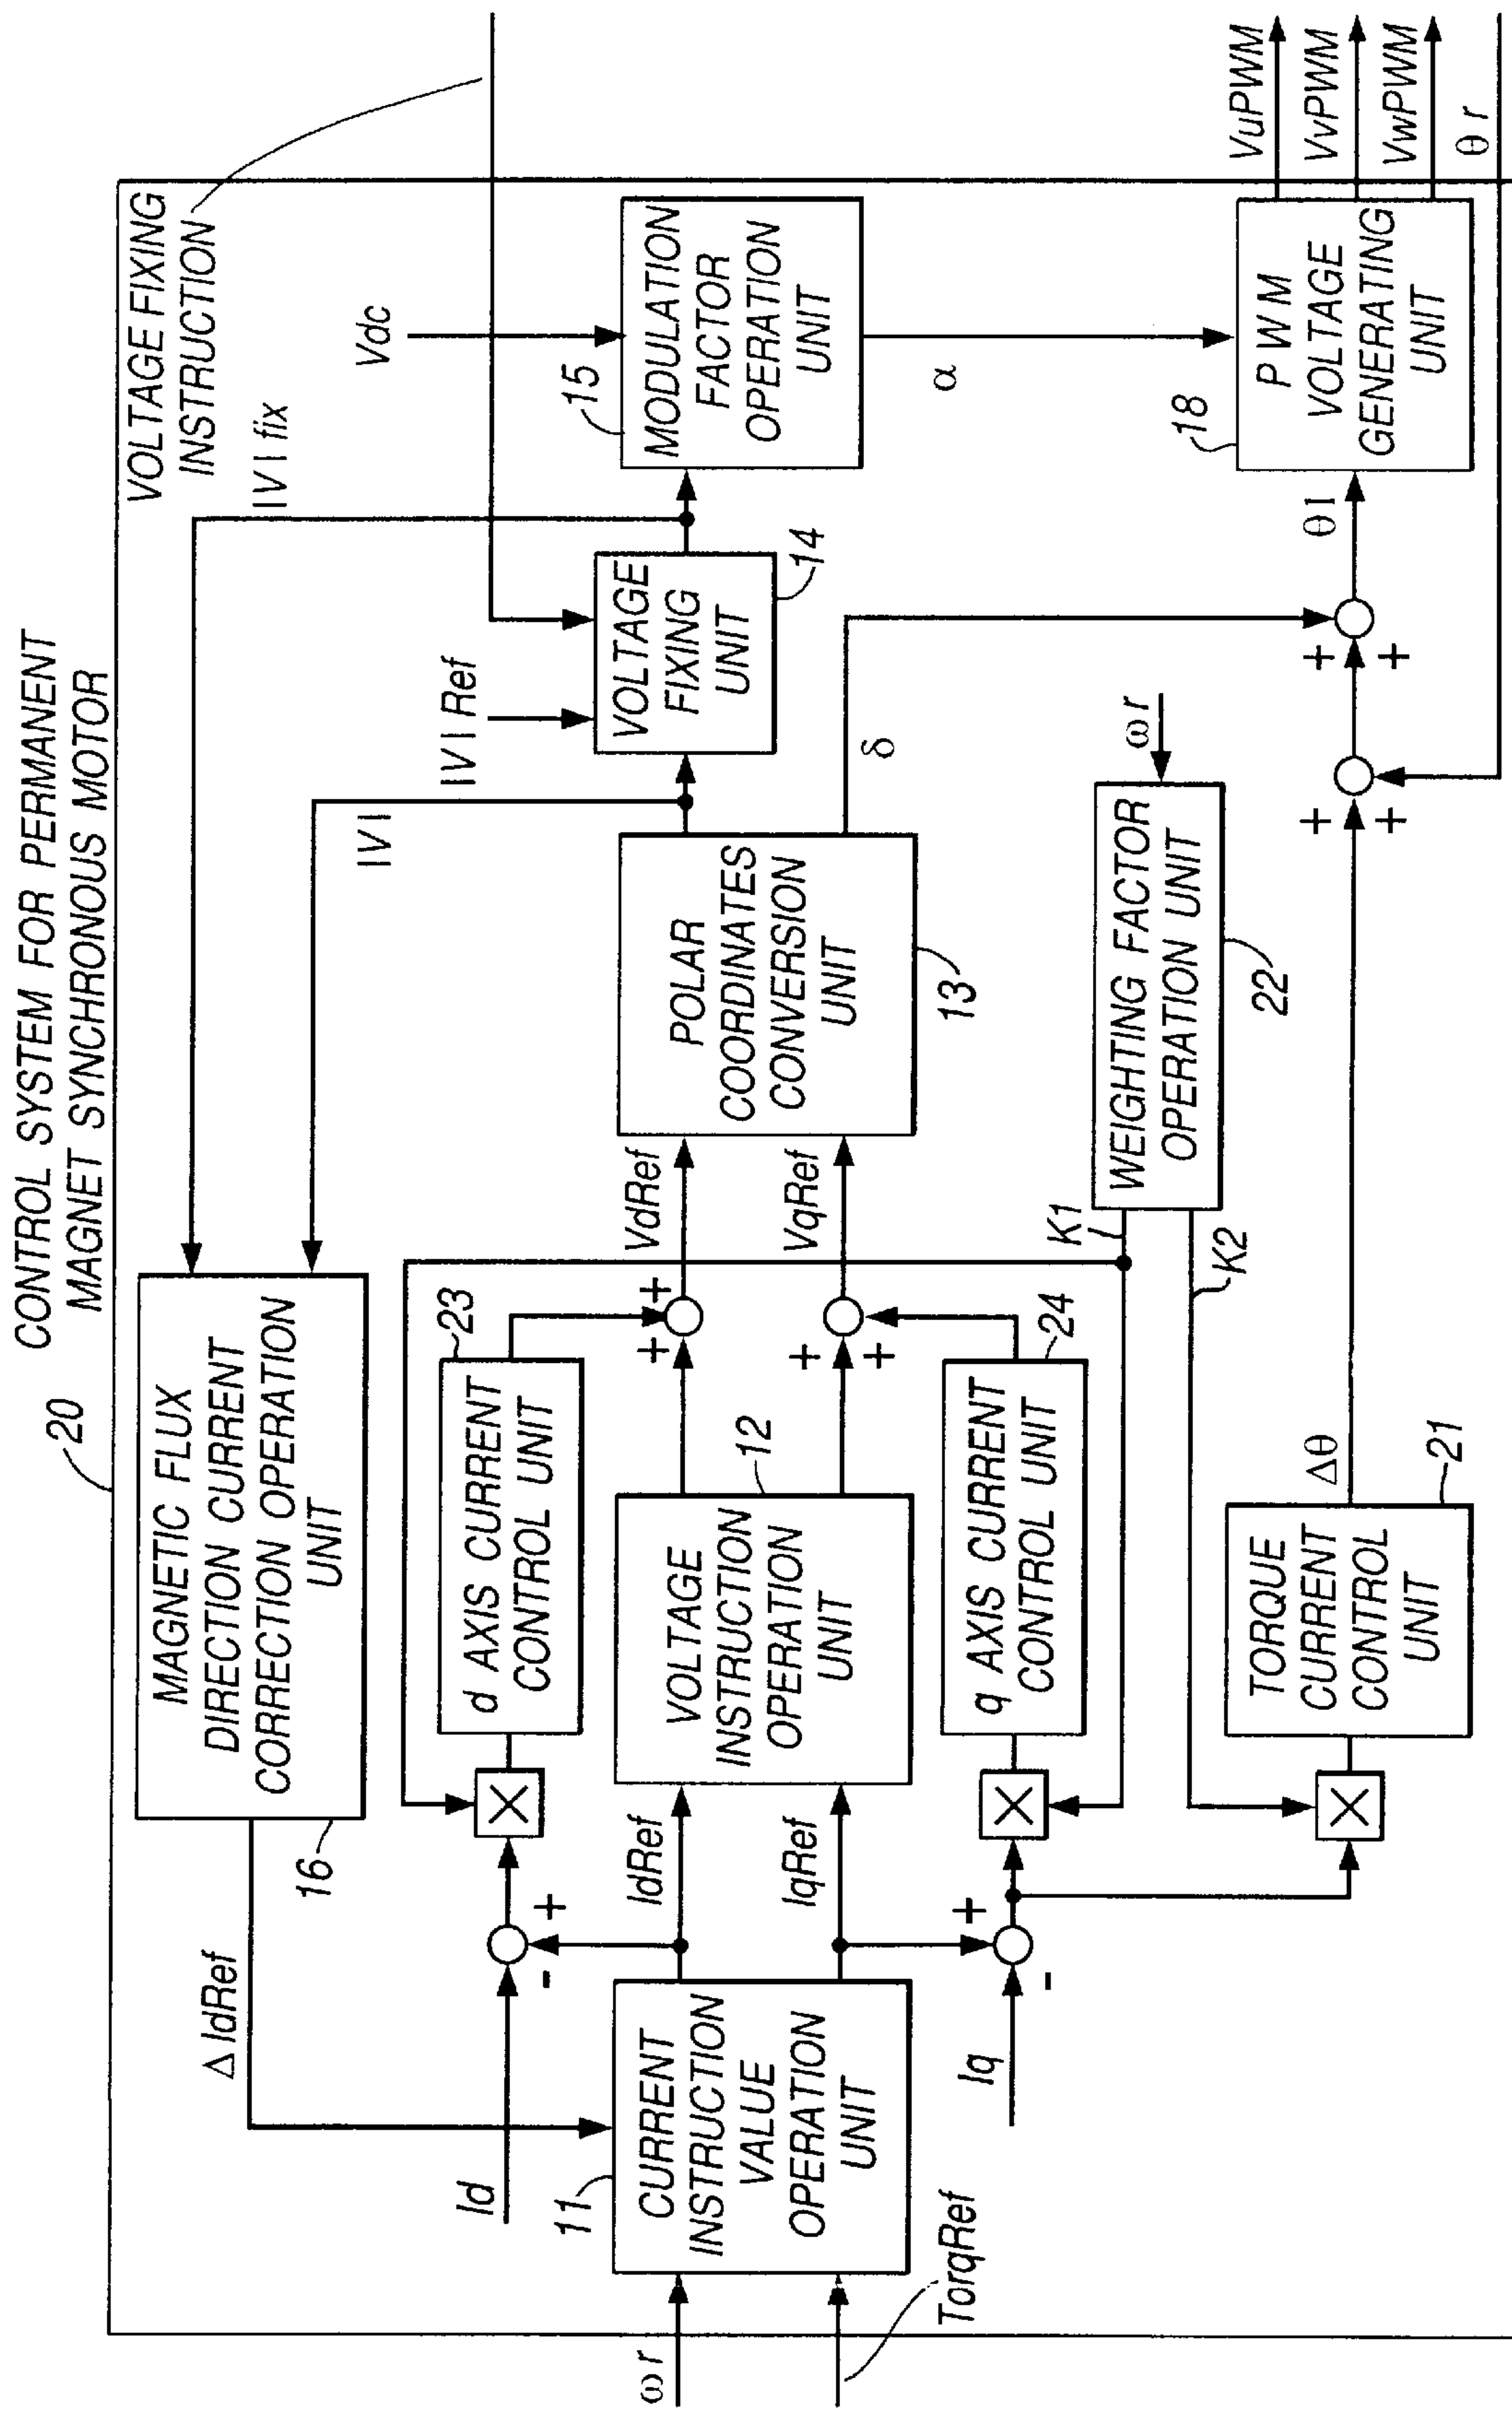 CONTROL SYSTEM FOR PERMANENT
MAGNET SYNCHRONOUS MOTOR
20
VOLTAGE FIXING
INSTRUCTION
MAGNETIC FLUX
DIRECTION CURRENT
CORRECTION OPERATION
UNIT
16
|V| fix
|V|
|V| Ref
Vdc
Δ IdRef
Id
d AXIS CURRENT
CONTROL UNIT
23
+
-
+
+
ωr
TorqRef
11
CURRENT
INSTRUCTION
VALUE
OPERATION
UNIT
IdRef
IqRef
VOLTAGE
INSTRUCTION
OPERATION
UNIT
12
VdRef
VqRef
POLAR
COORDINATES
CONVERSION
UNIT
13
VOLTAGE
FIXING
UNIT
14
15
MODULATION
FACTOR
OPERATION
UNIT
δ
α
Iq
+
-
q AXIS CURRENT
CONTROL UNIT
24
+
+
K1
K2
WEIGHTING FACTOR
OPERATION UNIT
22
ωr
TORQUE
CURRENT
CONTROL
UNIT
21
Δθ
+
+
+
+
θ1
18
PWM
VOLTAGE
GENERATING
UNIT
VuPWM
VvPWM
VwPWM
θr